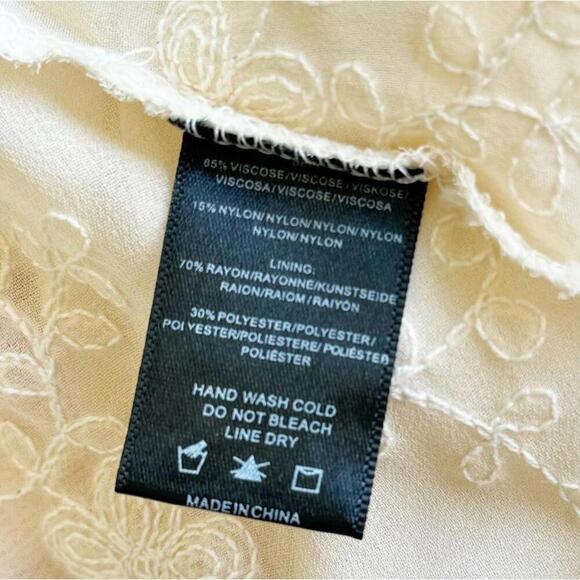 85% VISCOSE/VISCOSE/VISKOSE/
VISCOSA/VISCOSE/VISCOSA
15% NYLON/NYLON/NYLON/NYLON
NYLON/NYLON
LINING:
70% RAYON/RAYONNE/KUNSTSEIDE
RAION/RAIOM/RAIYÓN
30% POLYESTER/POLYESTER/
POLYESTER/POLIESTERE/POLIÉSTER
POLIÉSTER
HAND WASH COLD
DO NOT BLEACH
LINE DRY
MADE IN CHINA